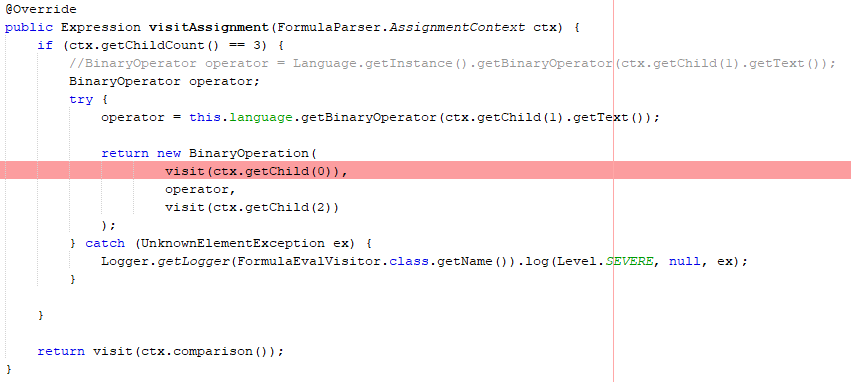 @Override
public Expression visitAssignment(FormulaParser.AssignmentContext ctx) {
    if (ctx.getChildCount() == 3) {
        //BinaryOperator operator = Language.getInstance().getBinaryOperator(ctx.getChild(1).getText());
        BinaryOperator operator;
        try {
            operator = this.language.getBinaryOperator(ctx.getChild(1).getText());
            return new BinaryOperation(
                    visit(ctx.getChild(0)),
                    operator,
                    visit(ctx.getChild(2))
            );
        } catch (UnknownElementException ex) {
            Logger.getLogger(FormulaEvalVisitor.class.getName()).log(Level.SEVERE, null, ex);
        }
    }
    return visit(ctx.comparison());
}